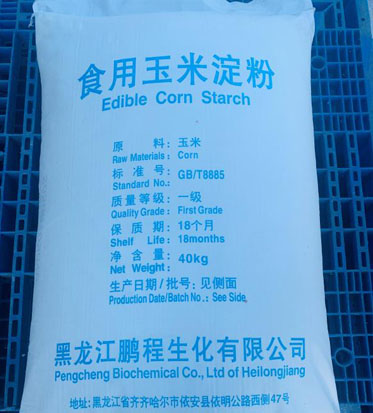 食用玉米淀粉
Edible Corn Starch
原 料：玉米
Raw Materials： Corn
标 准 号： GB/T8885
Standard No.:
质量等级：一级
Quality Grade： First Grade
保 质 期：18个月
Shelf Life：18months
净 含 量：40kg
Net Weight：
生产日期/批号：见侧面
Production Date/Batch No.: See Side.
黑龙江鹏程生化有限公司
Pengcheng Biochemical Co., Ltd of Heilongjiang
地址：黑龙江省齐齐哈尔市依安县依明公路西侧47号